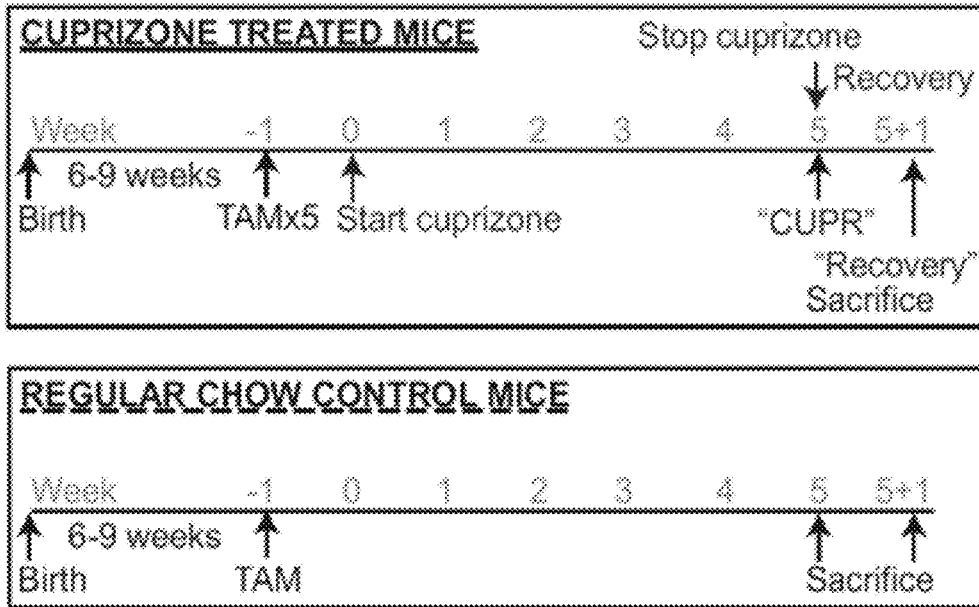 CUPRIZONE TREATED MICE
Stop cuprizone
Recovery
Week -1 0 1 2 3 4 5 5+1
6-9 weeks
Birth TAMx5 Start cuprizone "CUPR"
"Recovery"
Sacrifice
REGULAR CHOW CONTROL MICE
Week -1 0 1 2 3 4 5 5+1
6-9 weeks
Birth TAM Sacrifice